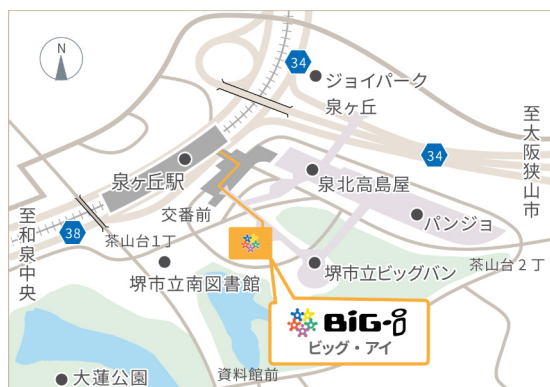 N
34
ジョイパーク
泉ヶ丘
至大阪狭山市
34
泉ヶ丘駅
泉北高島屋
交番前
パンジョ
至和泉中央
38
茶山台1丁
堺市立南図書館
堺市立ビッグバン
茶山台2丁
BiG-i
ビッグ・アイ
資料館前
大蓮公園